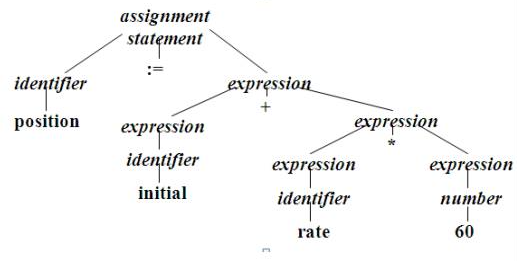 assignment
statement
identifier := expression
position expression + expression
identifier expression * expression
initial identifier number
rate 60